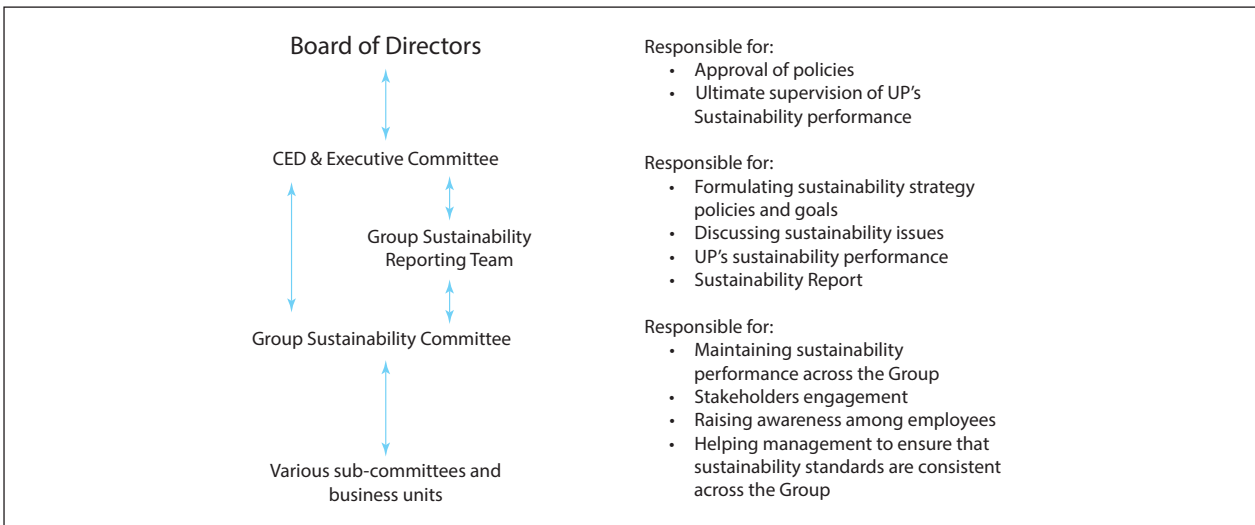 Board of Directors
Responsible for:
• Approval of policies
• Ultimate supervision of UP’s
Sustainability performance
CED & Executive Committee
Responsible for:
• Formulating sustainability strategy
policies and goals
• Discussing sustainability issues
• UP’s sustainability performance
• Sustainability Report
Group Sustainability
Reporting Team
Group Sustainability Committee
Responsible for:
• Maintaining sustainability
performance across the Group
• Stakeholders engagement
• Raising awareness among employees
• Helping management to ensure that
sustainability standards are consistent
across the Group
Various sub-committees and
business units